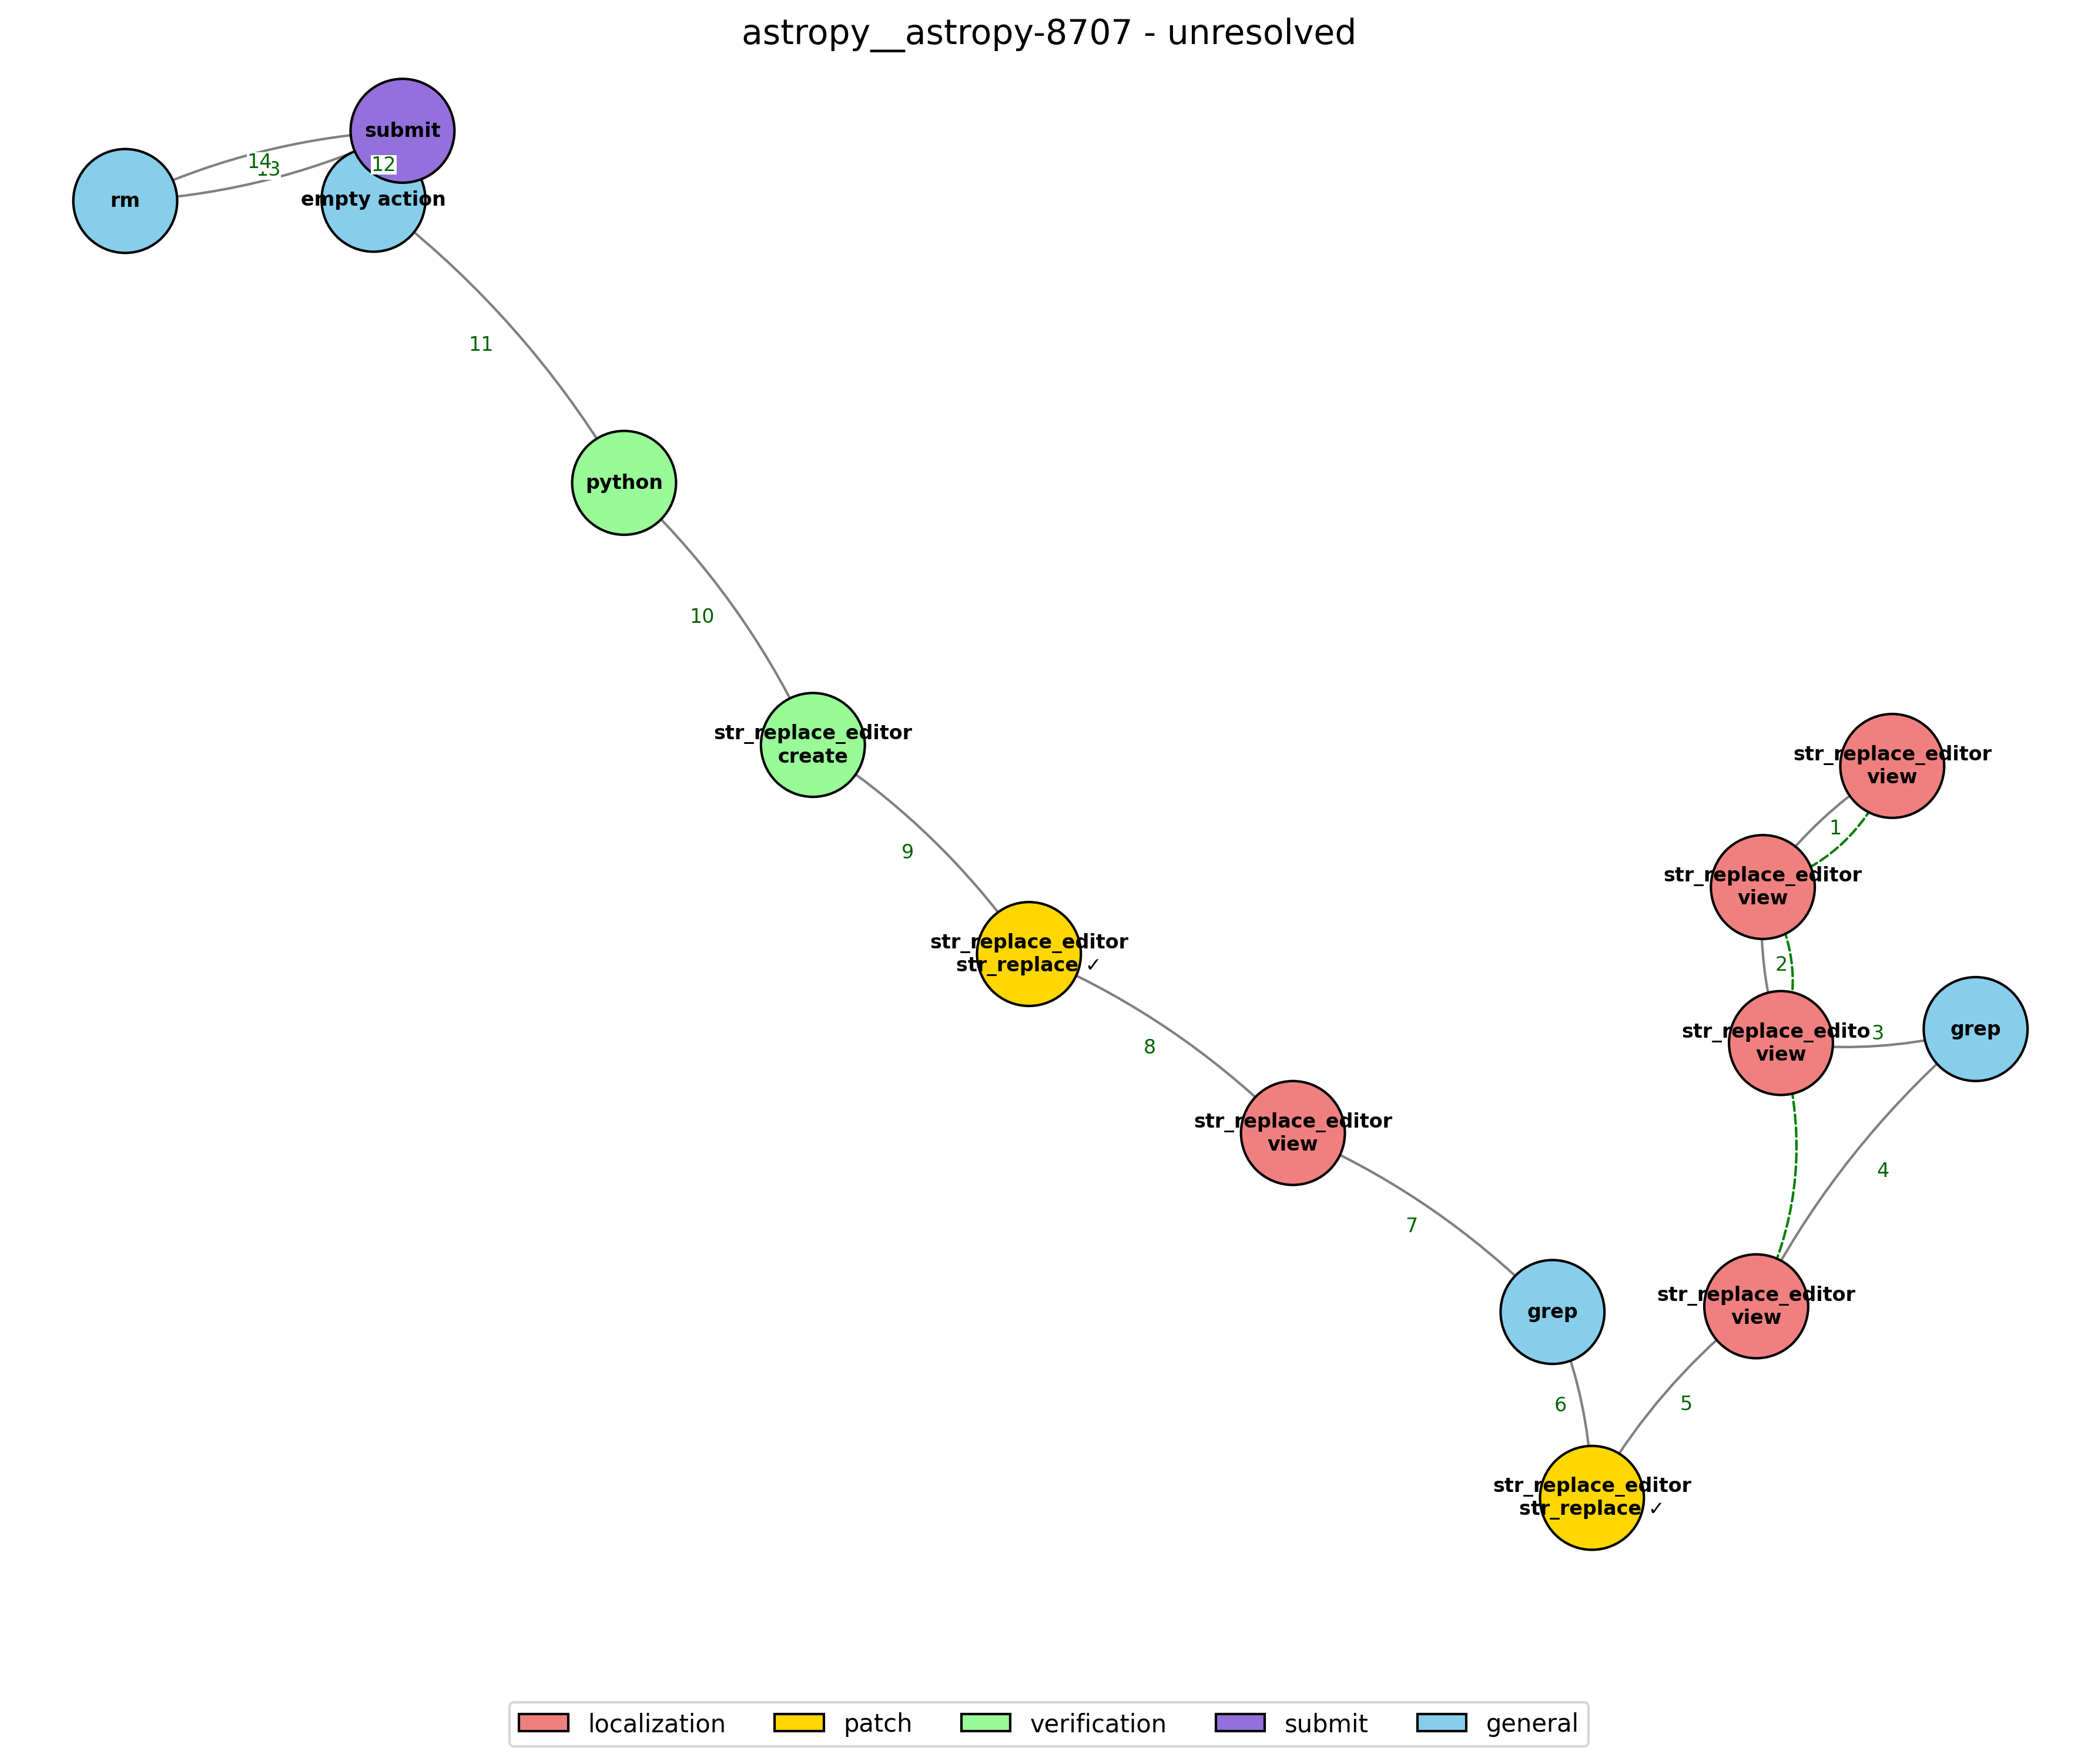 astropy__astropy-8707 - unresolved
submit
14
13
12
rm
empty action
11
python
10
str_replace_editor
create
str_replace_editor
view
1
9
str_replace_editor
view
str_replace_editor
str_replace ✓
2
8
str_replace_edito
view
3
grep
str_replace_editor
view
4
7
str_replace_editor
view
grep
6
5
str_replace_editor
str_replace ✓
localization
patch
verification
submit
general